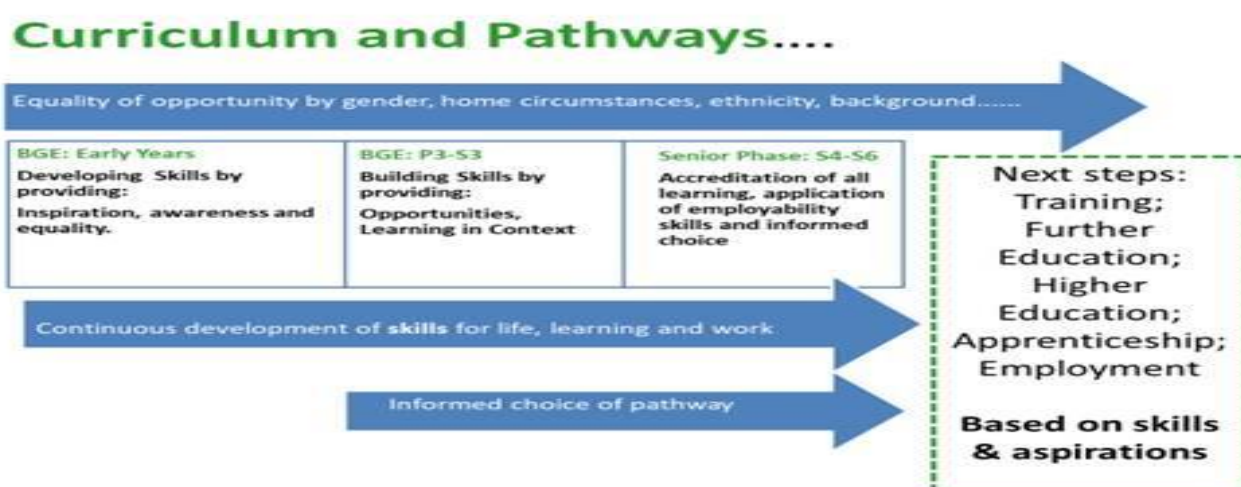 Curriculum and Pathways....
Equality of opportunity by gender, home circumstances, ethnicity, background......
BGE: Early Years
Developing Skills by
providing:
Inspiration, awareness and
equality.
BGE: P3-S3
Building Skills by
providing:
Opportunities,
Learning in Context
Senior Phase: S4-S6
Accreditation of all
learning, application
of employability
skills and informed
choice
Continuous development of skills for life, learning and work
Informed choice of pathway
Next steps:
Training;
Further
Education;
Higher
Education;
Apprenticeship;
Employment
Based on skills
& aspirations